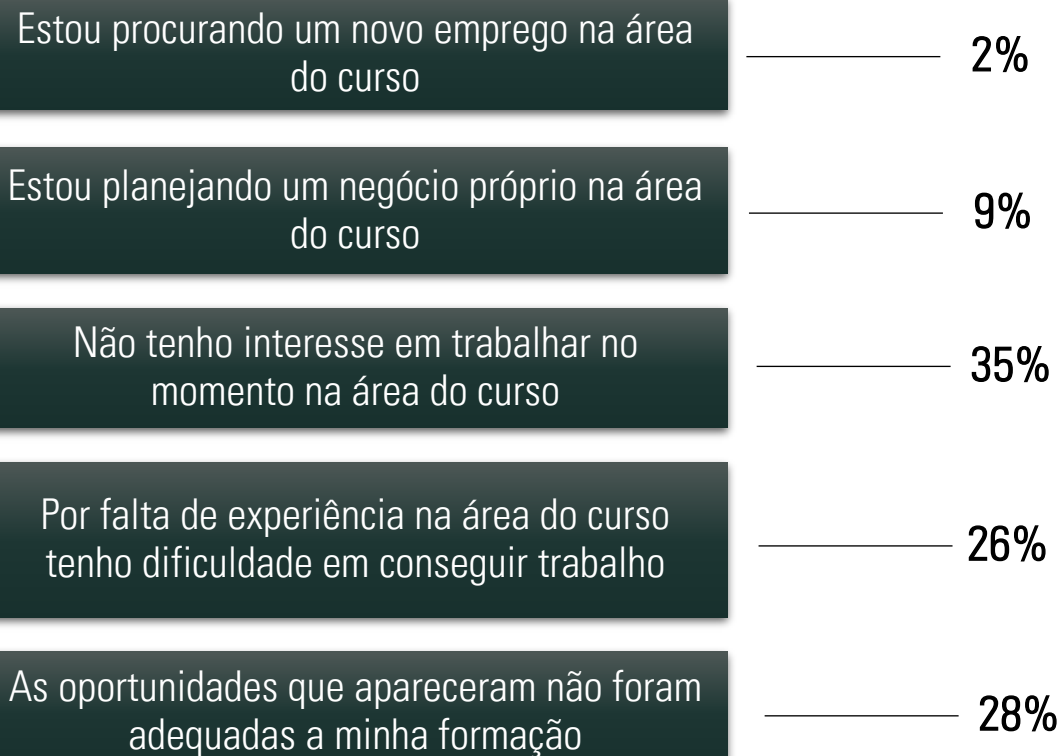 Estou procurando um novo emprego na área
do curso
2%
Estou planejando um negócio próprio na área
do curso
9%
Não tenho interesse em trabalhar no
momento na área do curso
35%
Por falta de experiência na área do curso
tenho dificuldade em conseguir trabalho
26%
As oportunidades que apareceram não foram
adequadas a minha formação
28%